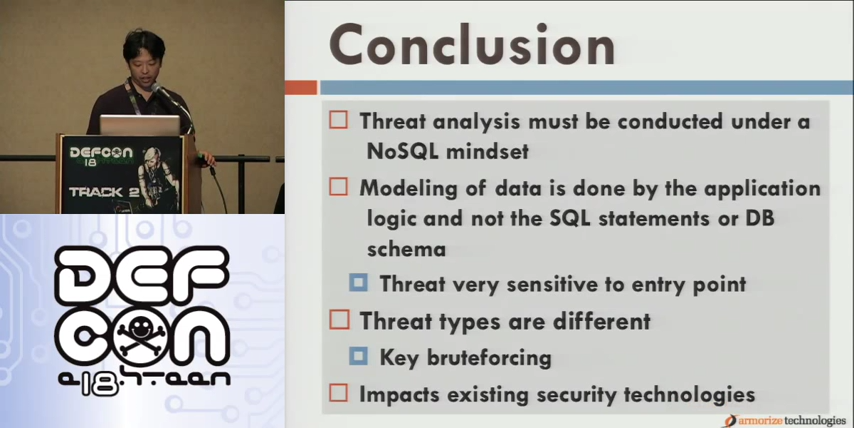 Conclusion
Threat analysis must be conducted under a
NoSQL mindset
Modeling of data is done by the application
logic and not the SQL statements or DB
schema
Threat very sensitive to entry point
Threat types are different
Key bruteforcing
Impacts existing security technologies
armorize technologies
DEFCON
18
TRACK 2
DEF
CON
e18hteen